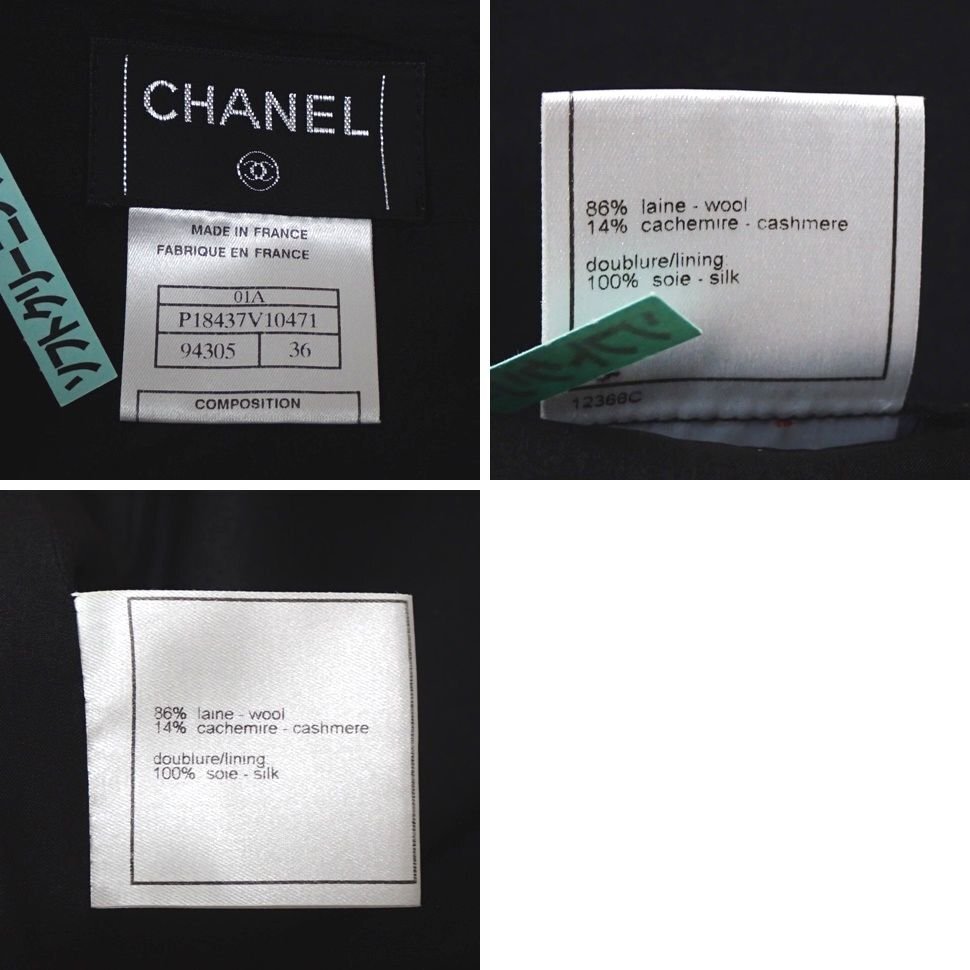 CHANEL
MADE IN FRANCE
FABRIQUE EN FRANCE
01A
P18437V10471
94305 36
COMPOSITION
86% laine - wool
14% cachemire - cashmere
doublure/lining
100% soie - silk
12366C
86% laine - wool
14% cachemire - cashmere
doublure/lining:
100% soie - silk